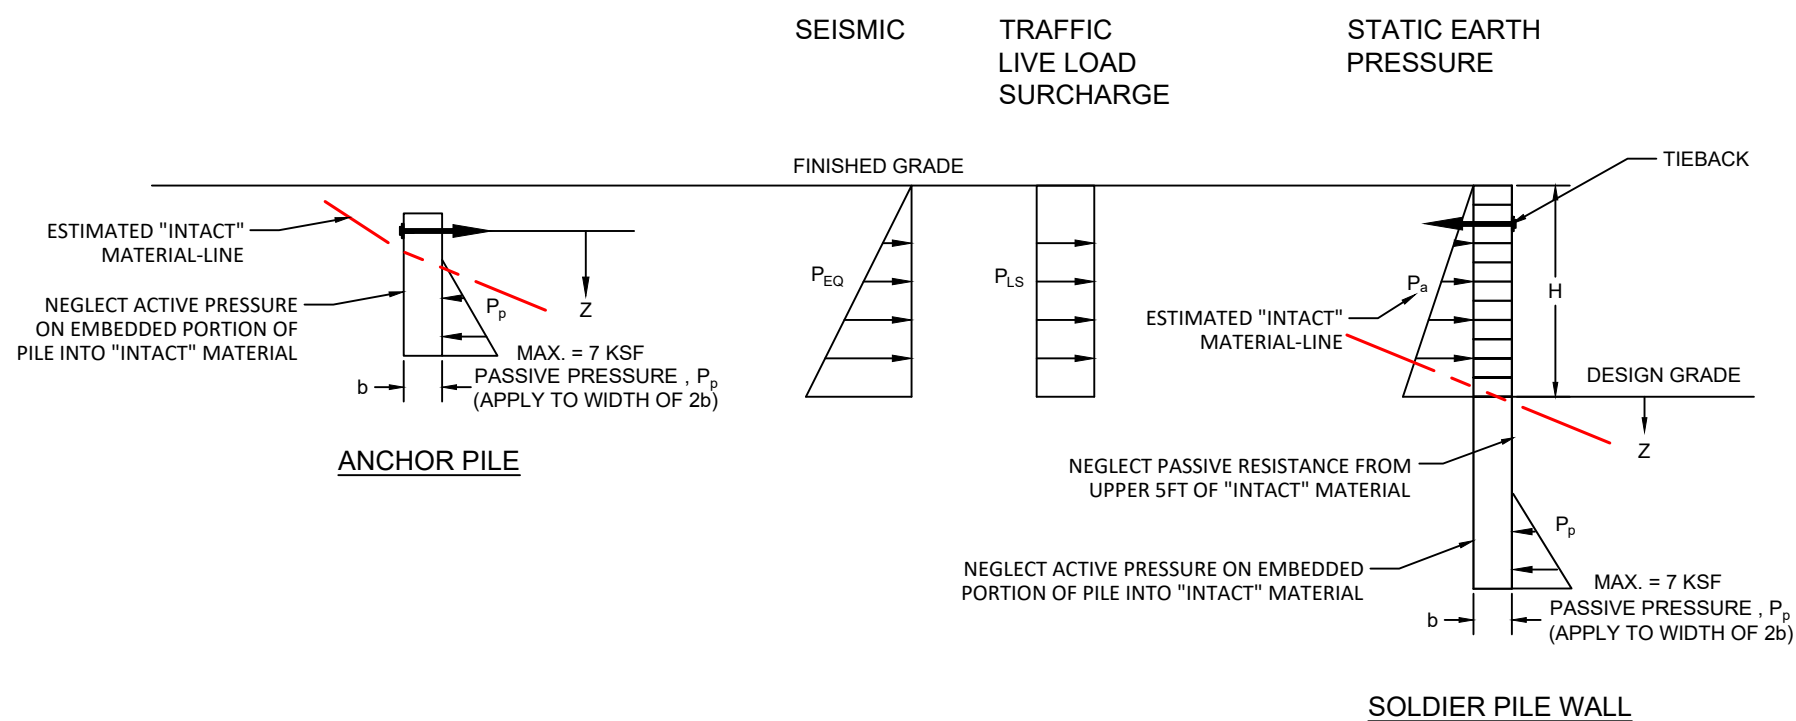 SEISMIC
TRAFFIC
LIVE LOAD
SURCHARGE
STATIC EARTH
PRESSURE
FINISHED GRADE
TIEBACK
ESTIMATED "INTACT"
MATERIAL-LINE
NEGLECT ACTIVE PRESSURE
ON EMBEDDED PORTION OF
PILE INTO "INTACT" MATERIAL
Pp
Z
MAX. = 7 KSF
PASSIVE PRESSURE , Pp
(APPLY TO WIDTH OF 2b)
b
ANCHOR PILE
PEQ
PLS
Pa
H
ESTIMATED "INTACT"
MATERIAL-LINE
DESIGN GRADE
Z
NEGLECT PASSIVE RESISTANCE FROM
UPPER 5FT OF "INTACT" MATERIAL
Pp
NEGLECT ACTIVE PRESSURE ON EMBEDDED
PORTION OF PILE INTO "INTACT" MATERIAL
MAX. = 7 KSF
PASSIVE PRESSURE , Pp
(APPLY TO WIDTH OF 2b)
b
SOLDIER PILE WALL